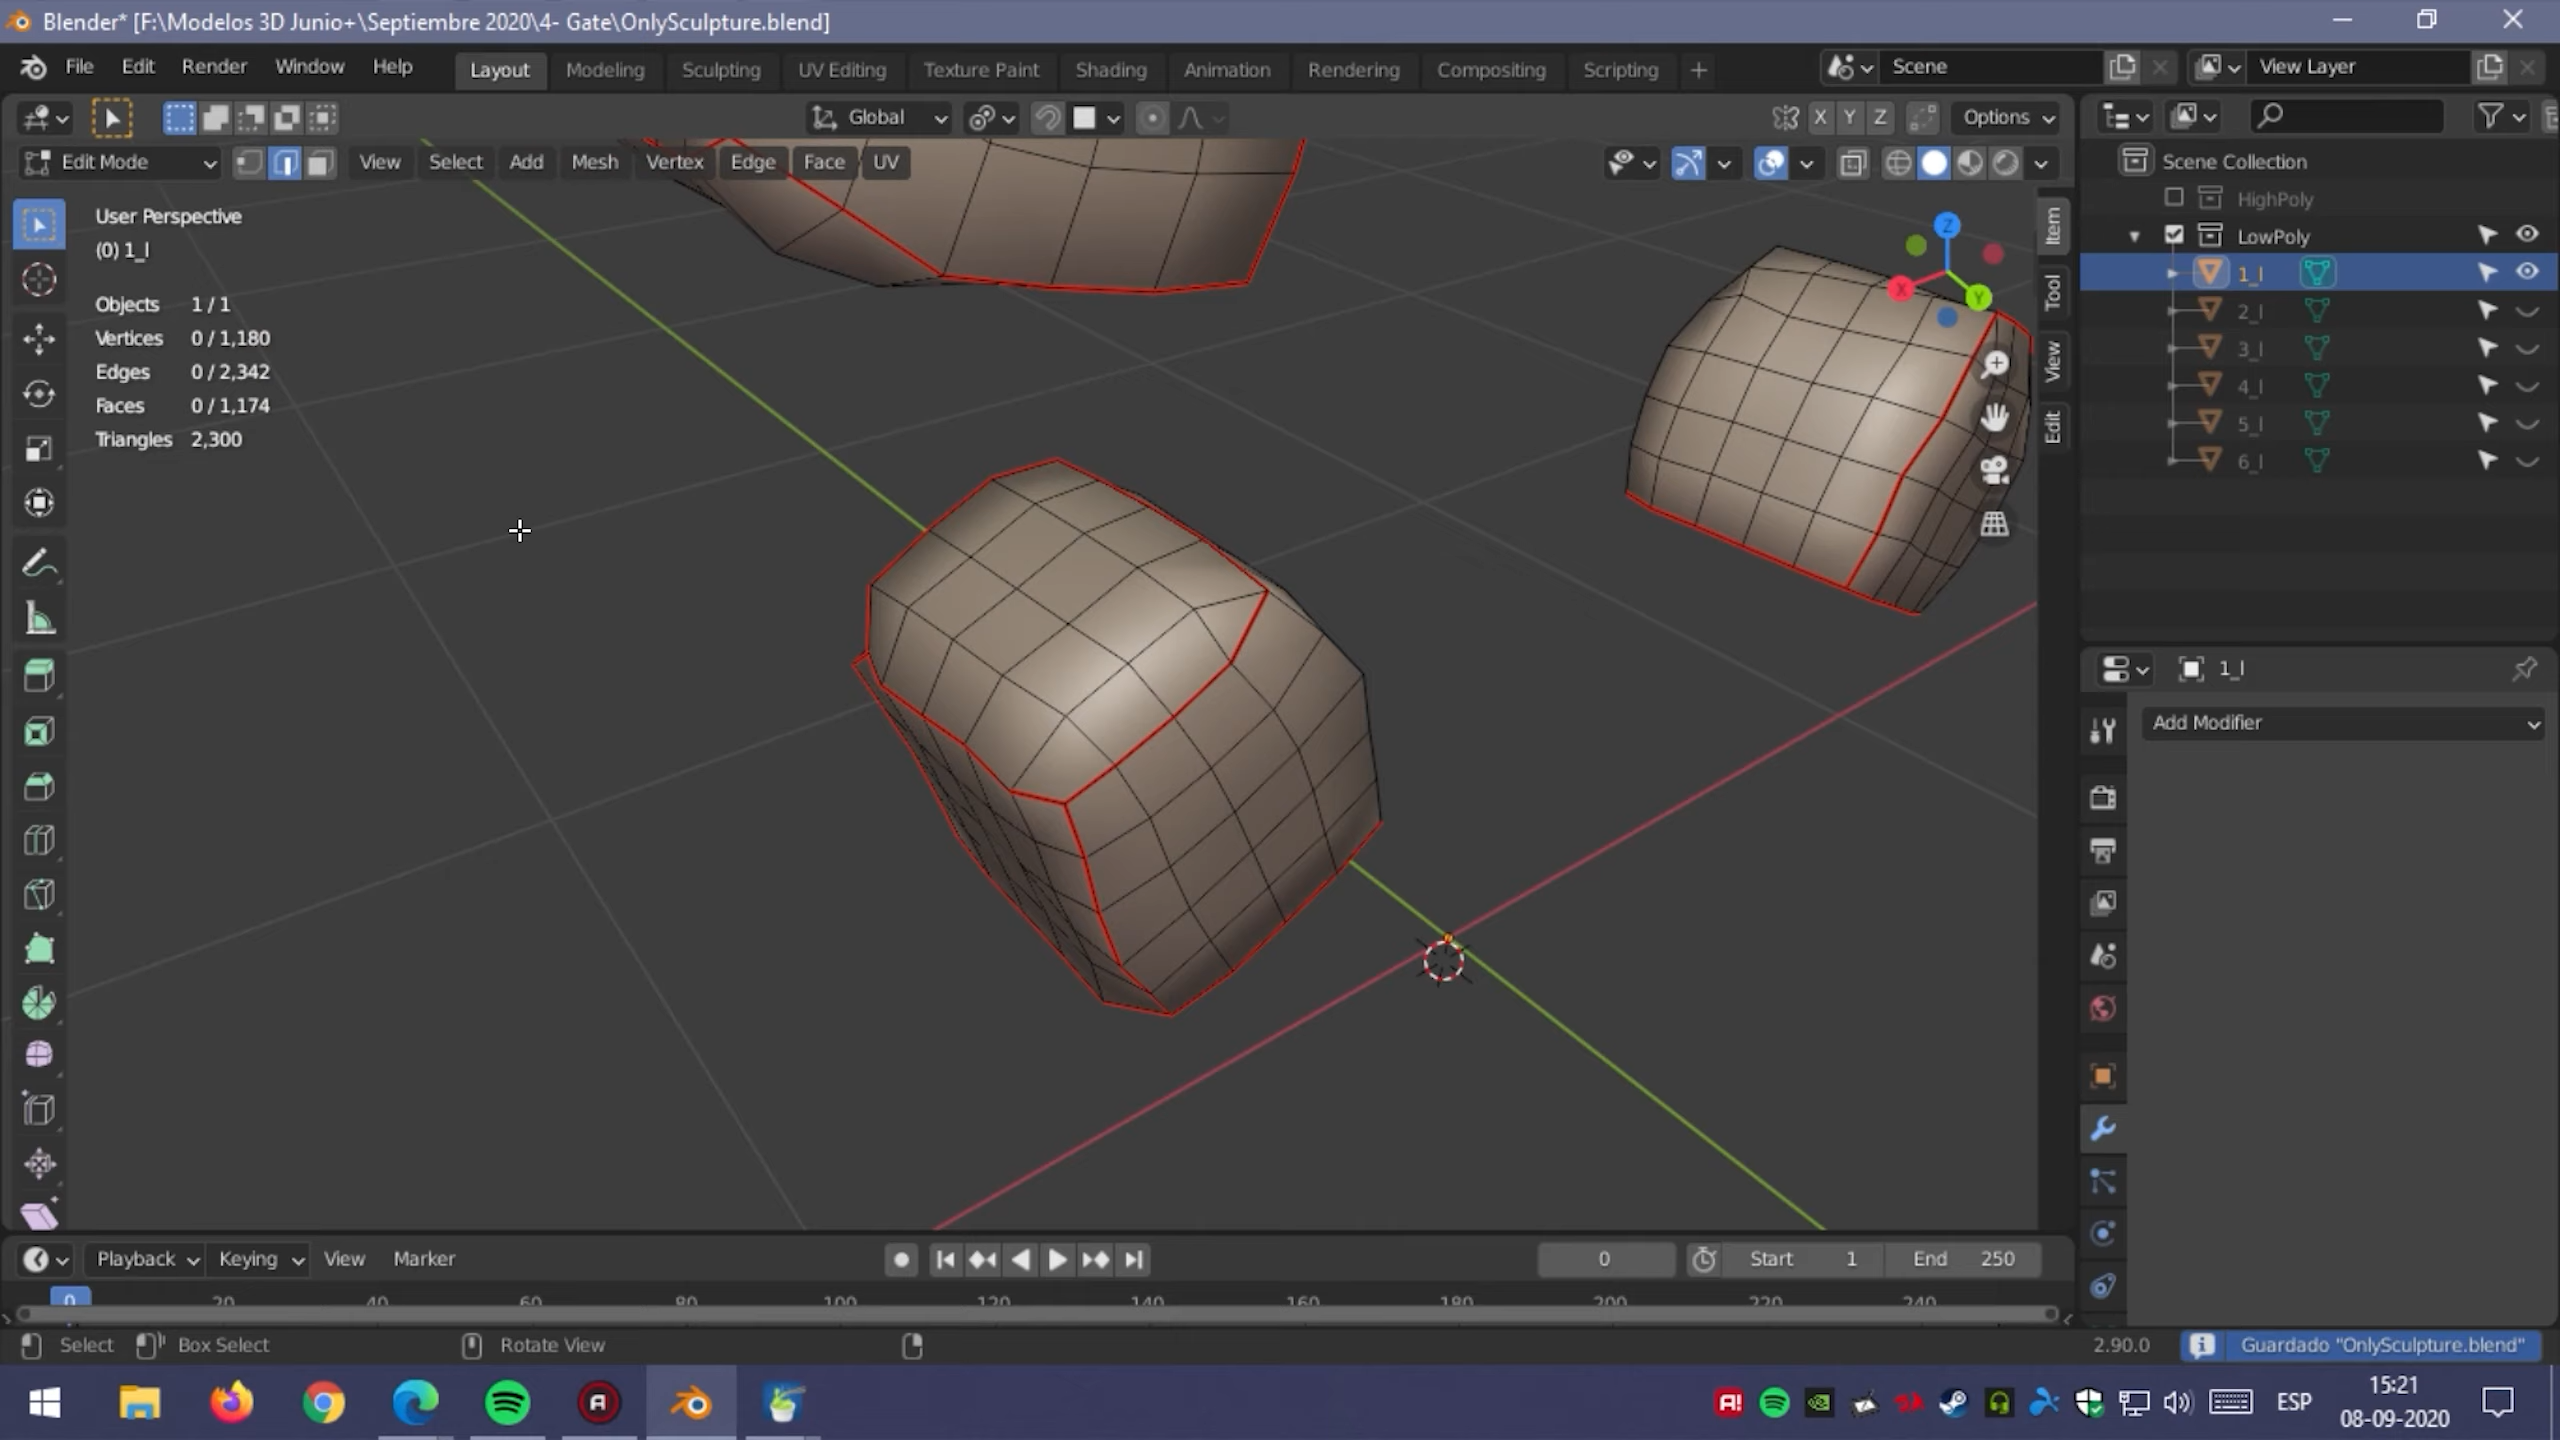 Blender* [F:\Modelos 3D Junio+\Septiembre 2020\4- Gate\OnlySculpture.blend]
File Edit Render Window Help Layout Modeling Sculpting UV Editing Texture Paint Shading Animation Rendering Compositing Scripting + Scene View Layer
Global X Y Z Options
Edit Mode View Select Add Mesh Vertex Edge Face UV
User Perspective
(0) 1_l
Objects 1 / 1
Vertices 0 / 1,180
Edges 0 / 2,342
Faces 0 / 1,174
Triangles 2,300
Z
X
Y
Item
Tool
View
Edit
Scene Collection
HighPoly
LowPoly
1_l
2_l
3_l
4_l
5_l
6_l
1_l
Add Modifier
Playback Keying View Marker 0 Start 1 End 250
0 20 40 60 80 100 120 140 160 180 200 220 240
Select Box Select Rotate View 2.90.0 Guardado "OnlySculpture.blend"
A A! ESP 15:21
08-09-2020